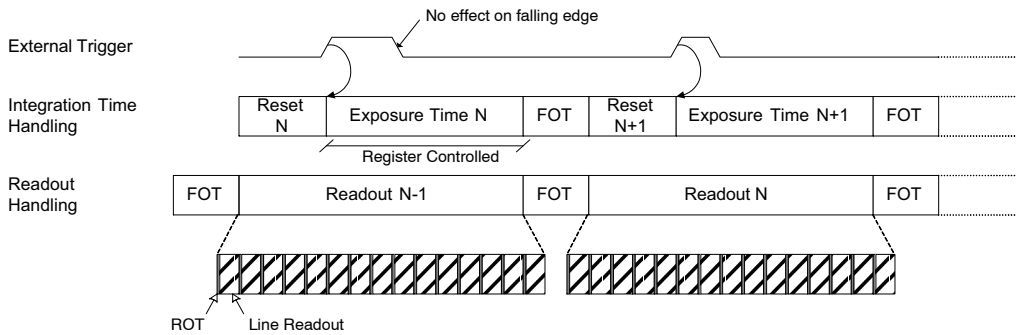 No effect on falling edge
External Trigger
Integration Time
Handling
Reset
N
Exposure Time N
FOT
Reset
N+1
Exposure Time N+1
FOT
Register Controlled
Readout
Handling
FOT
Readout N-1
FOT
Readout N
FOT
ROT
Line Readout